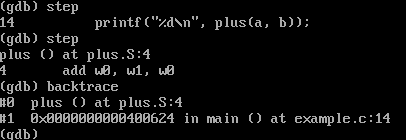 (gdb) step
14 printf("%d\n", plus(a, b));
(gdb) step
plus () at plus.S:4
4 add w0, w1, w0
(gdb) backtrace
#0 plus () at plus.S:4
#1 0x0000000000400624 in main () at example.c:14
(gdb)